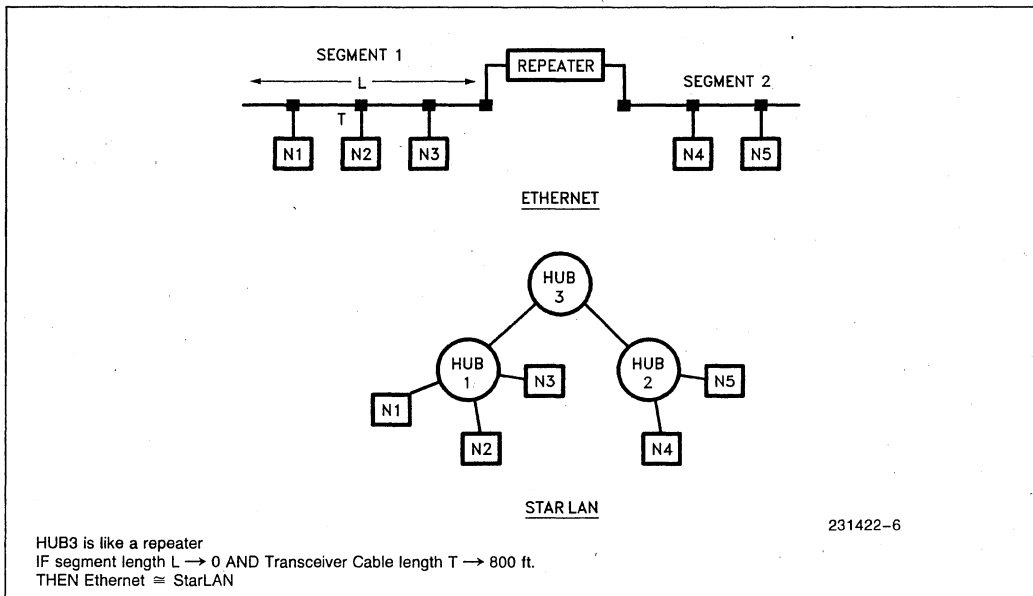 SEGMENT 1
REPEATER
L
SEGMENT 2
T
N1
N2
N3
N4
N5
ETHERNET
HUB
3
HUB
1
HUB
2
N3
N5
N1
N2
N4
STAR LAN
231422-6
HUB3 is like a repeater
IF segment length L → 0 AND Transceiver Cable length T → 800 ft.
THEN Ethernet ≅ StarLAN